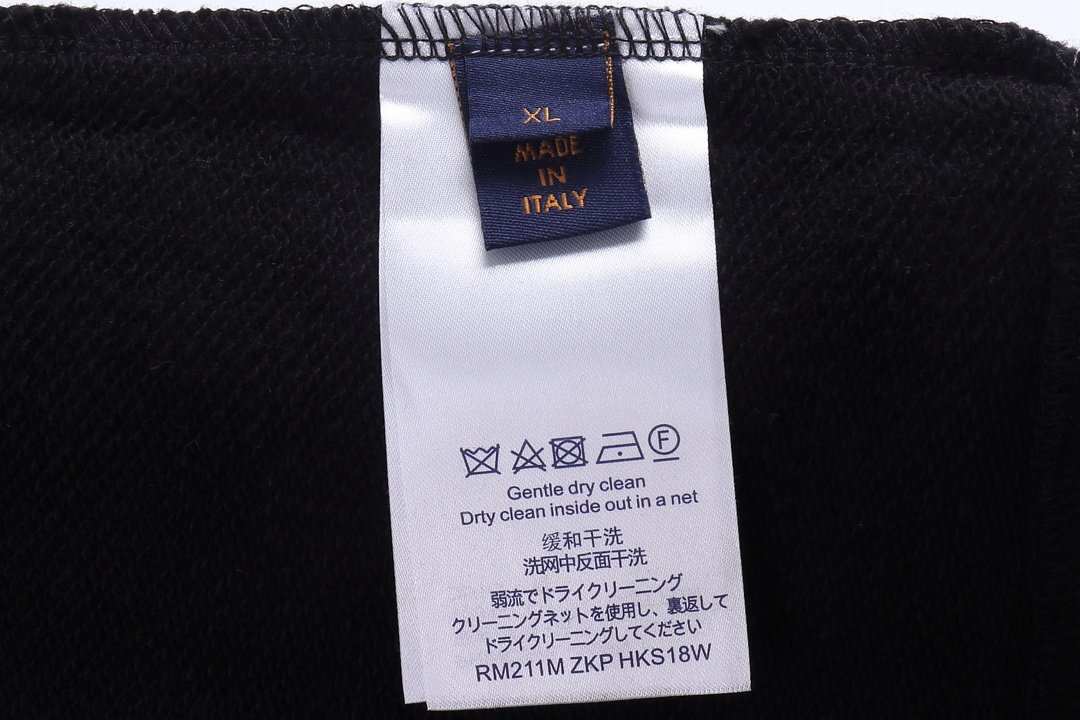 XL
MADE
IN
ITALY
F
Gentle dry clean
Drty clean inside out in a net
缓和干洗
洗网中反面干洗
弱流でドライクリーニング
クリーニングネットを使用し、裏返して
ドライクリーニングしてください
RM211M ZKP HKS18W